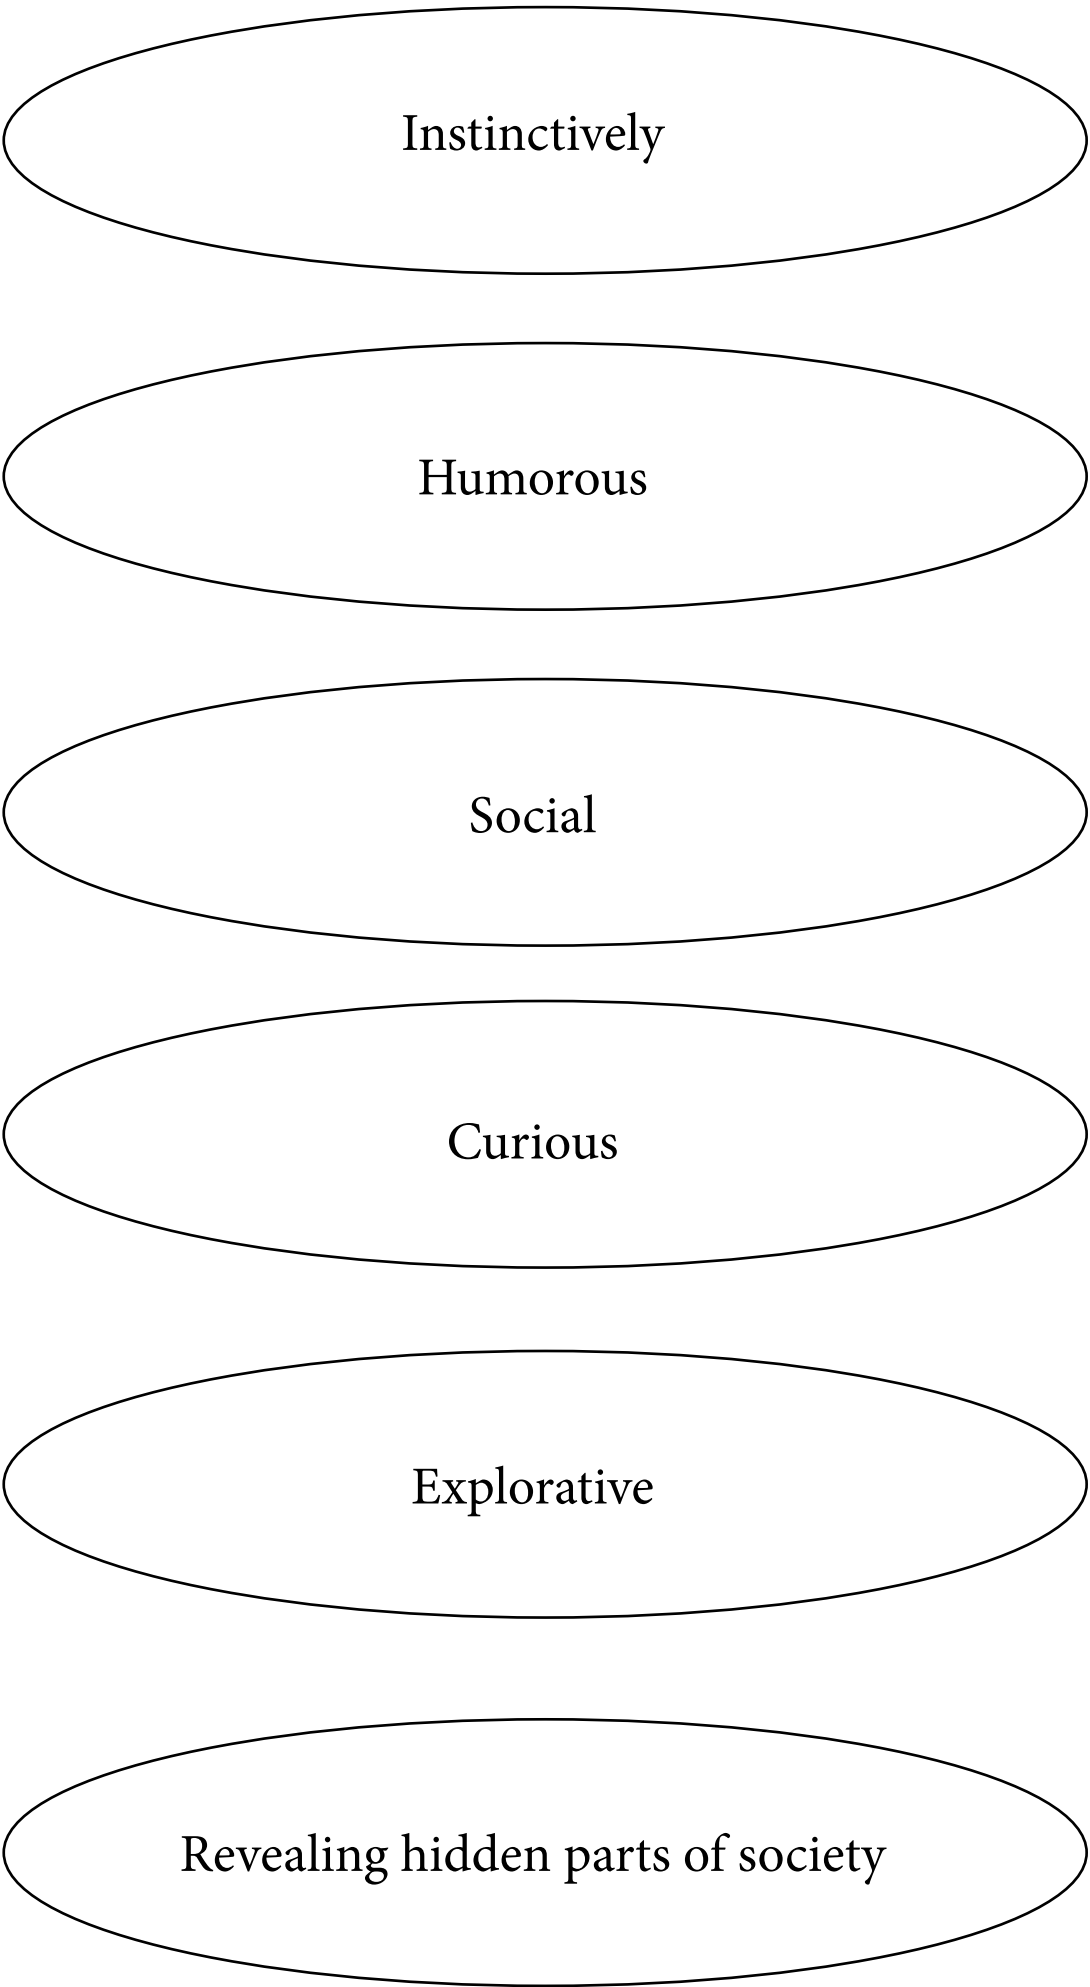 Instinctively
Humorous
Social
Curious
Explorative
Revealing hidden parts of society